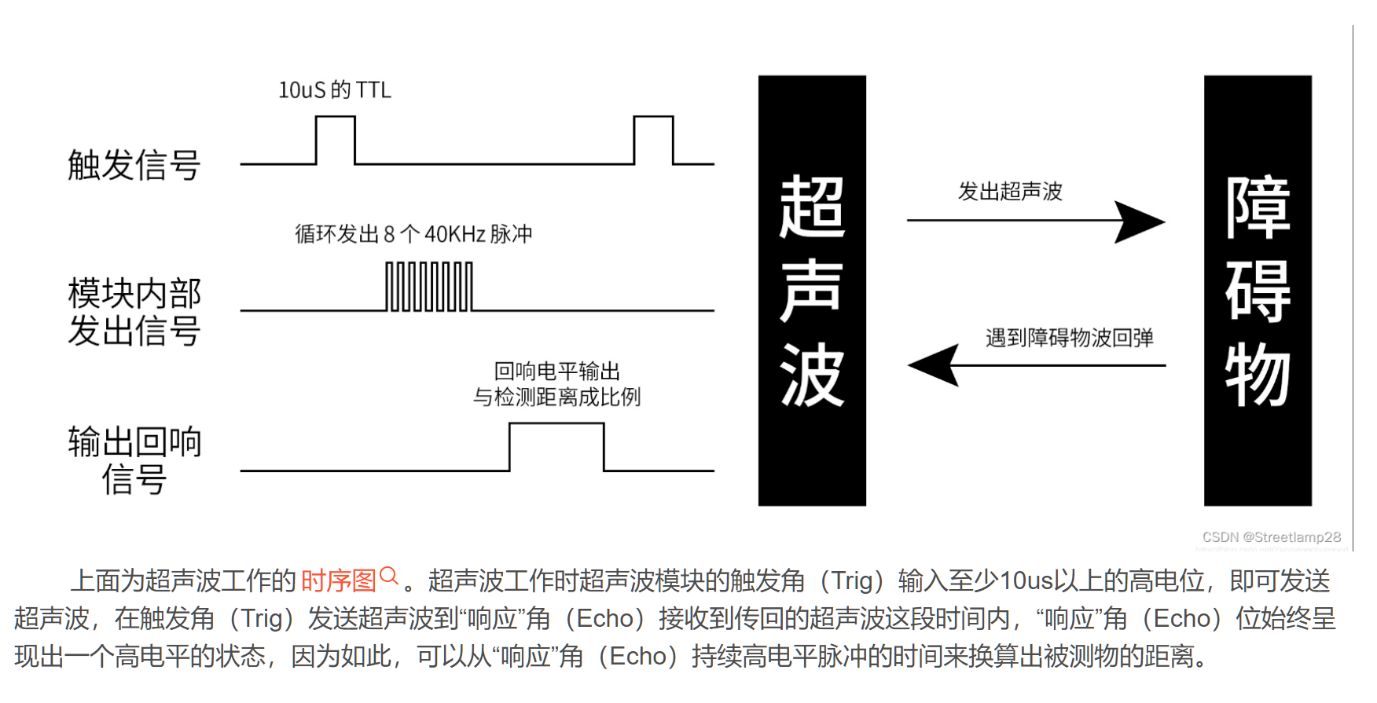 10uS 的 TTL
触发信号
循环发出 8 个 40KHz 脉冲
模块内部
发出信号
回响电平输出
与检测距离成比例
输出回响
信号
超声波
发出超声波
遇到障碍物波回弹
障碍物
CSDN @Streetlamp28
上面为超声波工作的 时序图 。超声波工作时超声波模块的触发角（Trig）输入至少10us以上的高电位，即可发送
超声波，在触发角（Trig）发送超声波到“响应”角（Echo）接收到传回的超声波这段时间内，“响应”角（Echo）位始终呈
现出一个高电平的状态，因为如此，可以从“响应”角（Echo）持续高电平脉冲的时间来换算出被测物的距离。